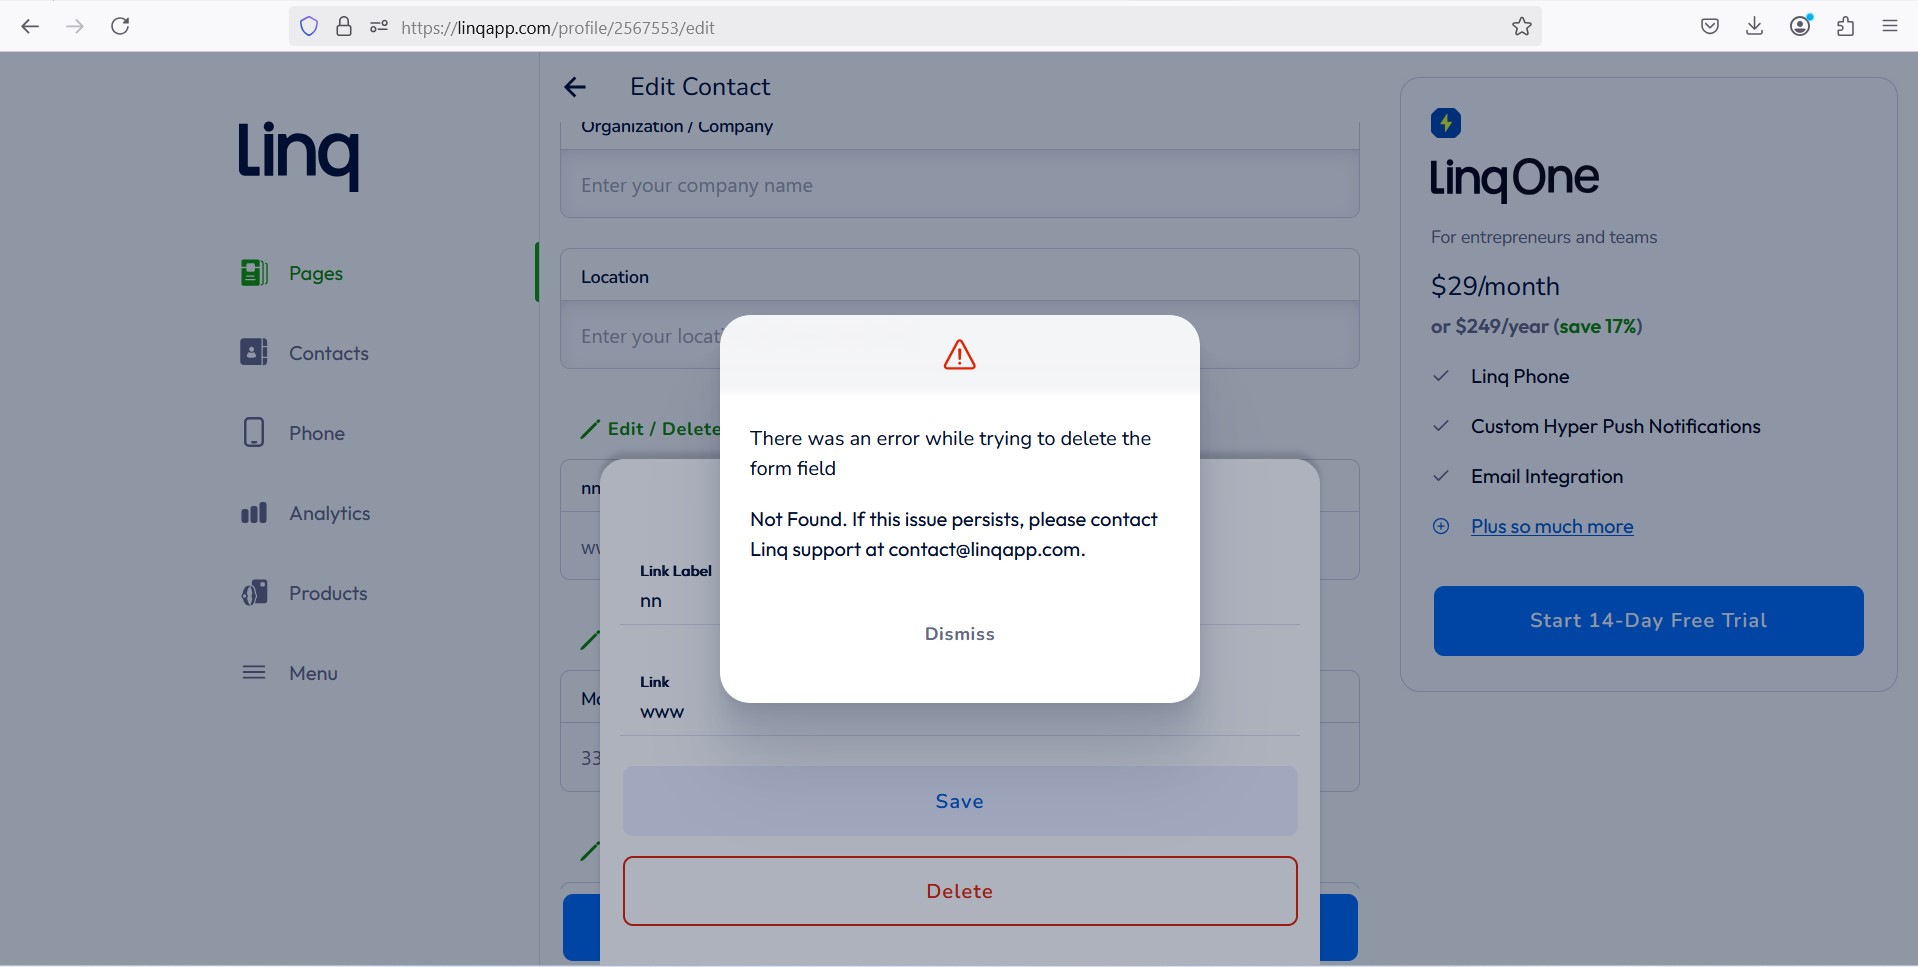 https://linqapp.com/profile/2567553/edit
Linq
Pages
Contacts
Phone
Analytics
Products
Menu
Edit Contact
Organization / Company
Enter your company name
Location
Enter your locati
Edit / Delete
nn
ww
Mo
33
Link Label
nn
Link
www
Save
Delete
There was an error while trying to delete the
form field
Not Found. If this issue persists, please contact
Linq support at contact@linqapp.com.
Dismiss
LinqOne
For entrepreneurs and teams
$29/month
or $249/year (save 17%)
Linq Phone
Custom Hyper Push Notifications
Email Integration
Plus so much more
Start 14-Day Free Trial